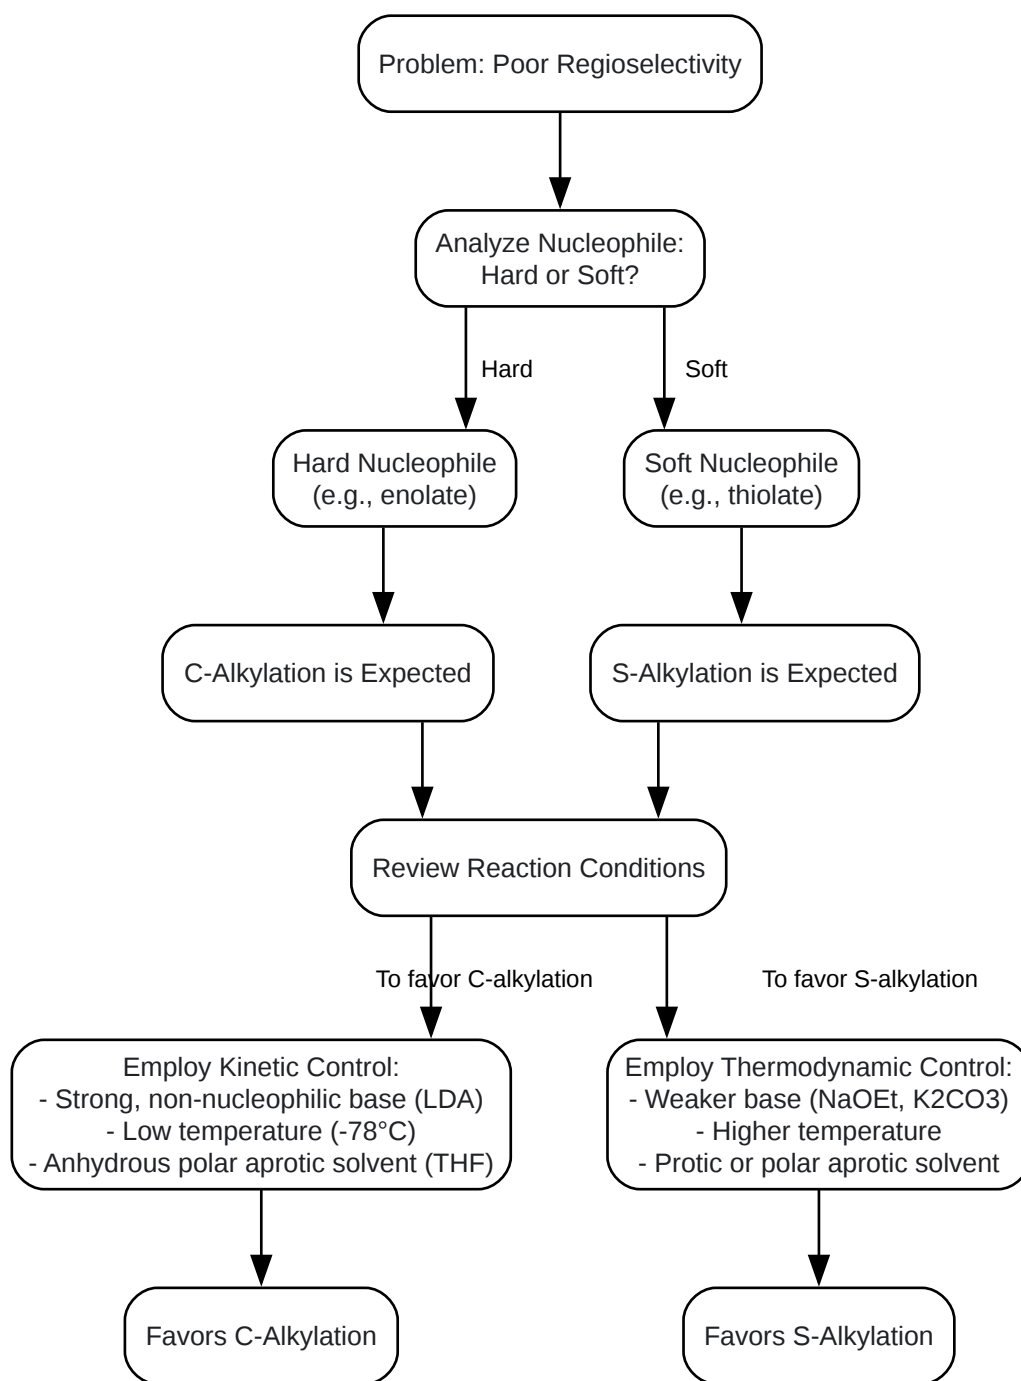 Problem: Poor Regioselectivity
Analyze Nucleophile:
Hard or Soft?
Hard
Soft
Hard Nucleophile
(e.g., enolate)
Soft Nucleophile
(e.g., thiolate)
C-Alkylation is Expected
S-Alkylation is Expected
Review Reaction Conditions
To favor C-alkylation
To favor S-alkylation
Employ Kinetic Control:
- Strong, non-nucleophilic base (LDA)
- Low temperature (-78°C)
- Anhydrous polar aprotic solvent (THF)
Employ Thermodynamic Control:
- Weaker base (NaOEt, K2CO3)
- Higher temperature
- Protic or polar aprotic solvent
Favors C-Alkylation
Favors S-Alkylation